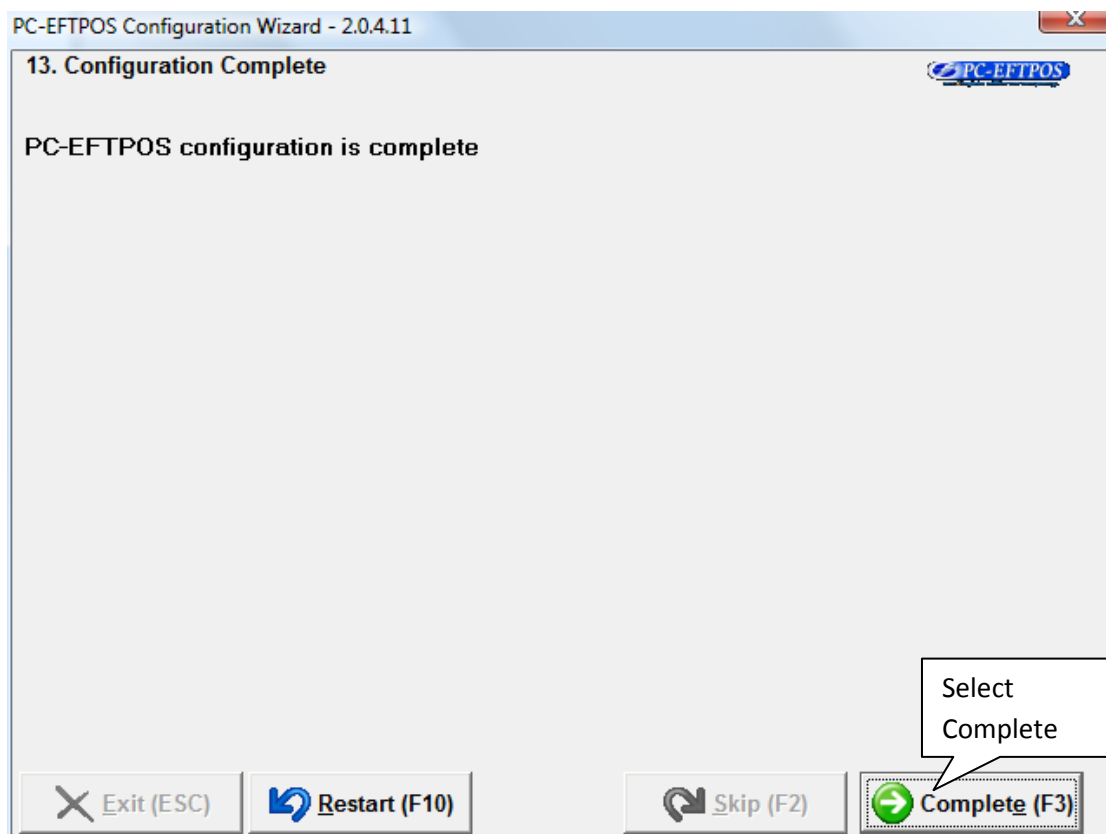 PC-EFTPOS Configuration Wizard - 2.0.4.11
13. Configuration Complete
PC-EFTPOS
PC-EFTPOS configuration is complete
Select
Complete
Exit (ESC)
Restart (F10)
Skip (F2)
Complete (F3)